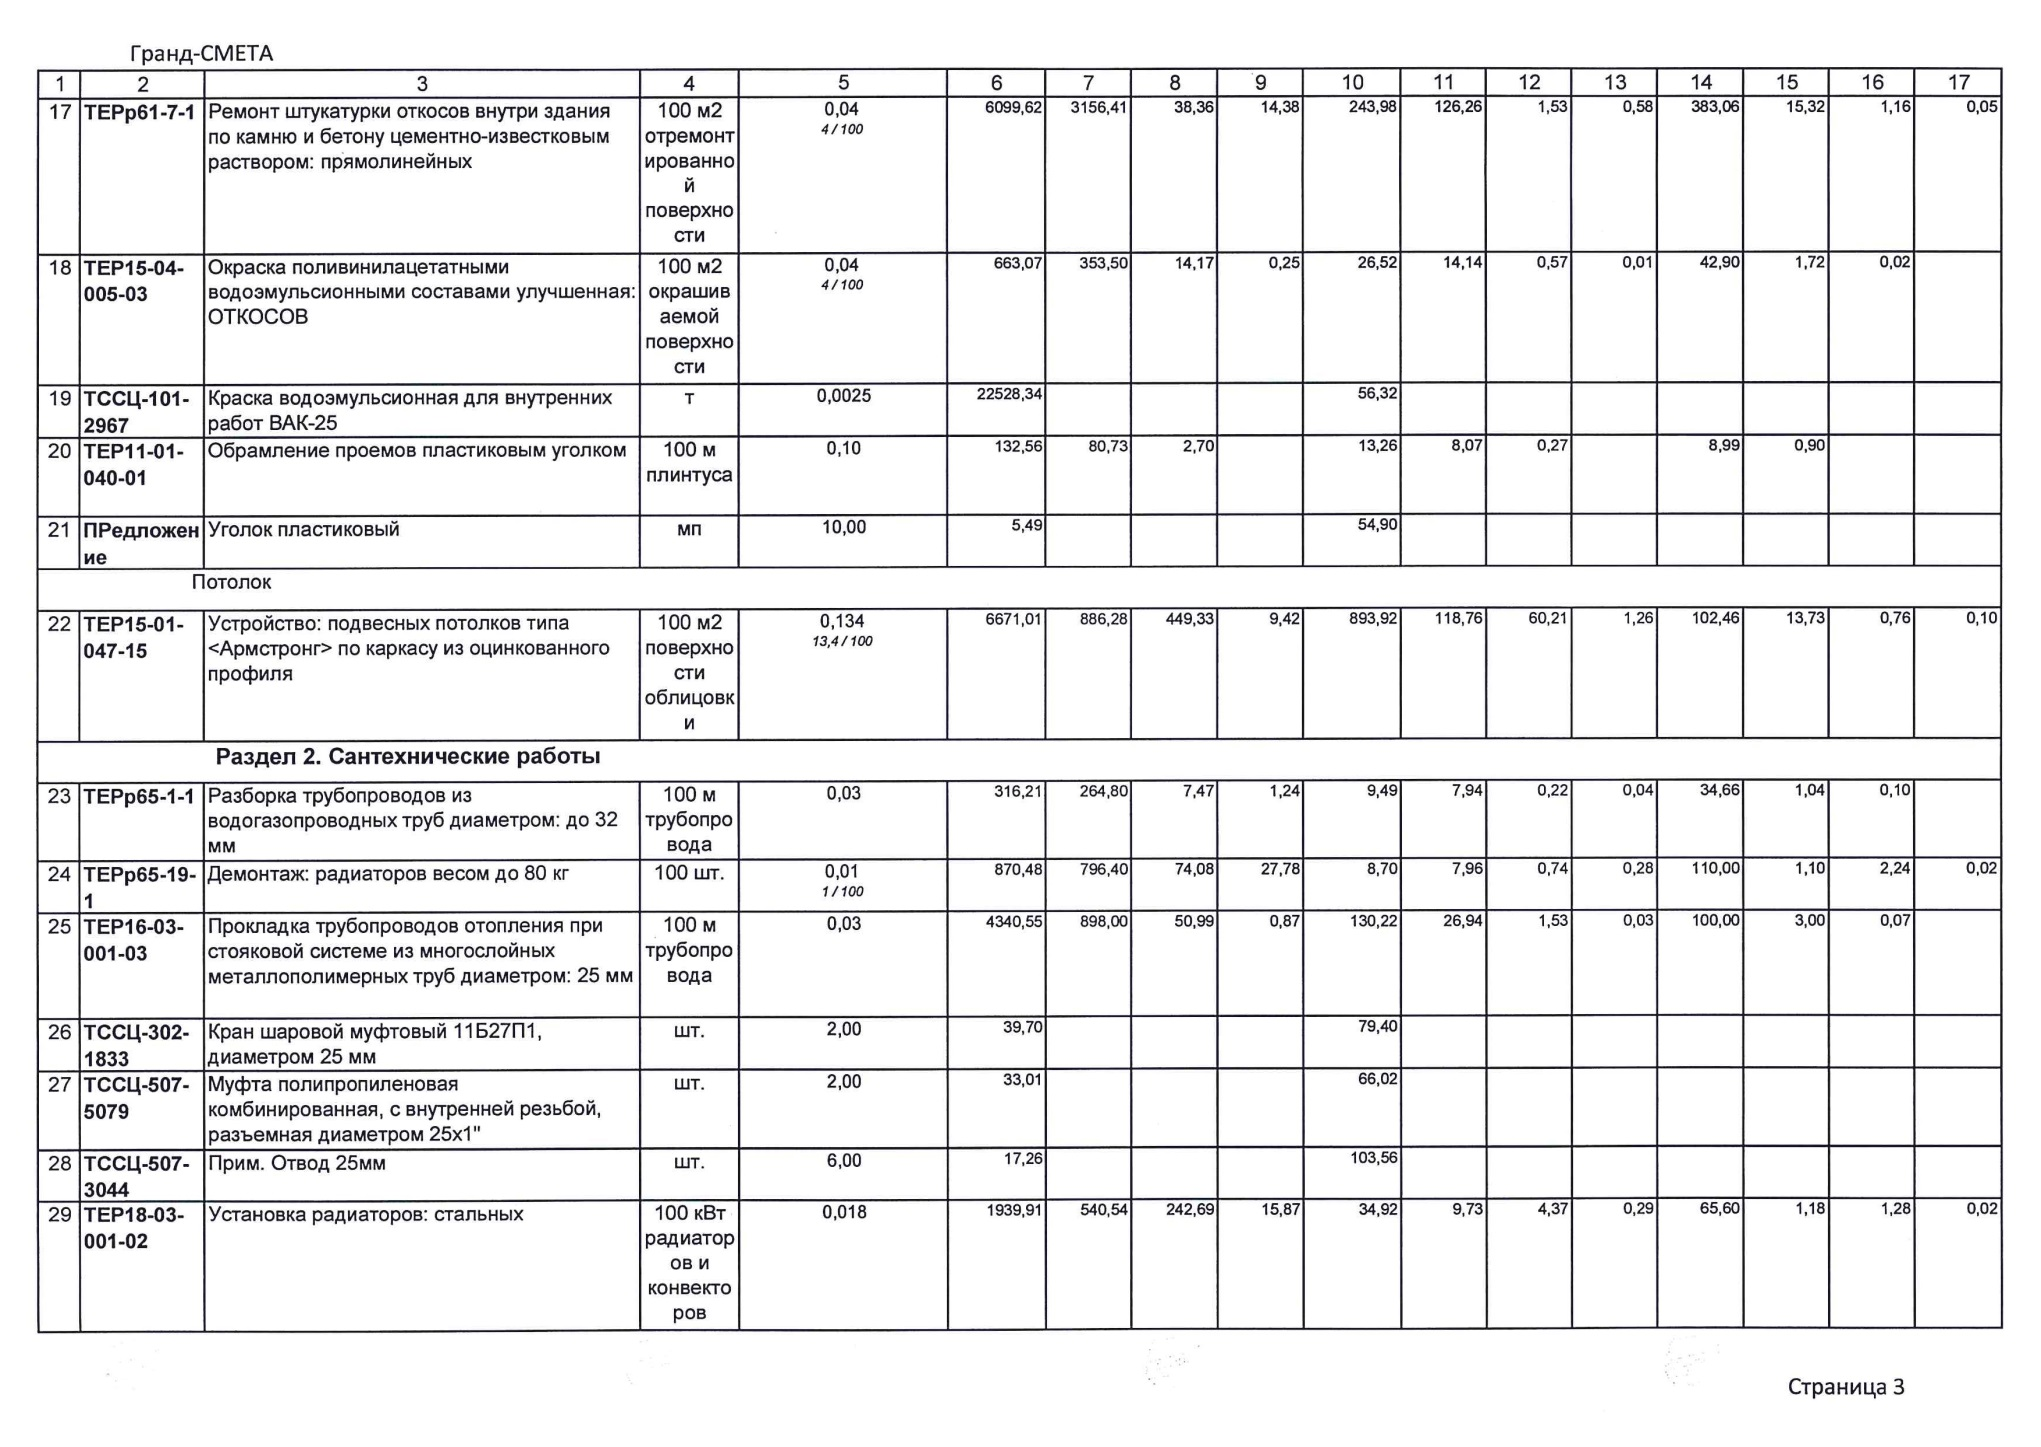 Гранд-СМЕТА
1 2 3 4 5 6 7 8 9 10 11 12 13 14 15 16 17
17 ТЕРр61-7-1 Ремонт штукатурки откосов внутри здания 100 м2 0,04 6099,62 3156,41 38,36 14,38 243,98 126,26 1,53 0,58 383,06 15,32 1,16 0,05
по камню и бетону цементно-известковым отремонт 4 / 100
раствором: прямолинейных ированно
й
поверхно
сти
18 ТЕР15-04- Окраска поливинилацетатными 100 м2 0,04 663,07 353,50 14,17 0,25 26,52 14,14 0,57 0,01 42,90 1,72 0,02
005-03 водоэмульсионными составами улучшенная: окрашив 4 / 100
ОТКОСОВ аемой
поверхно
сти
19 ТССЦ-101- Краска водоэмульсионная для внутренних т 0,0025 22528,34 56,32
2967 работ ВАК-25
20 ТЕР11-01- Обрамление проемов пластиковым уголком 100 м 0,10 132,56 80,73 2,70 13,26 8,07 0,27 8,99 0,90
040-01 плинтуса
21 ПРедложен Уголок пластиковый мп 10,00 5,49 54,90
ие
Потолок
22 ТЕР15-01- Устройство: подвесных потолков типа 100 м2 0,134 6671,01 886,28 449,33 9,42 893,92 118,76 60,21 1,26 102,46 13,73 0,76 0,10
047-15 <Армстронг> по каркасу из оцинкованного поверхно 13,4 / 100
профиля сти
облицовк
и
Раздел 2. Сантехнические работы
23 ТЕРр65-1-1 Разборка трубопроводов из 100 м 0,03 316,21 264,80 7,47 1,24 9,49 7,94 0,22 0,04 34,66 1,04 0,10
водогазопроводных труб диаметром: до 32 трубопро
мм вода
24 ТЕРр65-19- Демонтаж: радиаторов весом до 80 кг 100 шт. 0,01 870,48 796,40 74,08 27,78 8,70 7,96 0,74 0,28 110,00 1,10 2,24 0,02
1 1 / 100
25 ТЕР16-03- Прокладка трубопроводов отопления при 100 м 0,03 4340,55 898,00 50,99 0,87 130,22 26,94 1,53 0,03 100,00 3,00 0,07
001-03 стояковой системе из многослойных трубопро
металлополимерных труб диаметром: 25 мм вода
26 ТССЦ-302- Кран шаровой муфтовый 11Б27П1, шт. 2,00 39,70 79,40
1833 диаметром 25 мм
27 ТССЦ-507- Муфта полипропиленовая шт. 2,00 33,01 66,02
5079 комбинированная, с внутренней резьбой,
разъемная диаметром 25х1"
28 ТССЦ-507- Прим. Отвод 25мм шт. 6,00 17,26 103,56
3044
29 ТЕР18-03- Установка радиаторов: стальных 100 кВт 0,018 1939,91 540,54 242,69 15,87 34,92 9,73 4,37 0,29 65,60 1,18 1,28 0,02
001-02 радиатор
ов и
конвекто
ров
Страница 3